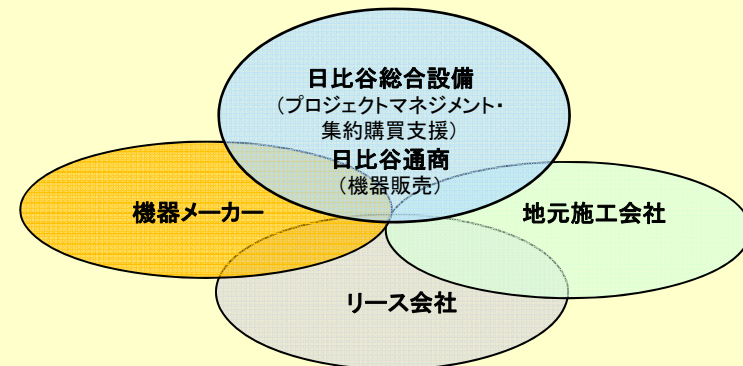 日比谷総合設備
（プロジェクトマネジメント・
集約購買支援）
日比谷通商
（機器販売）
機器メーカー
地元施工会社
リース会社